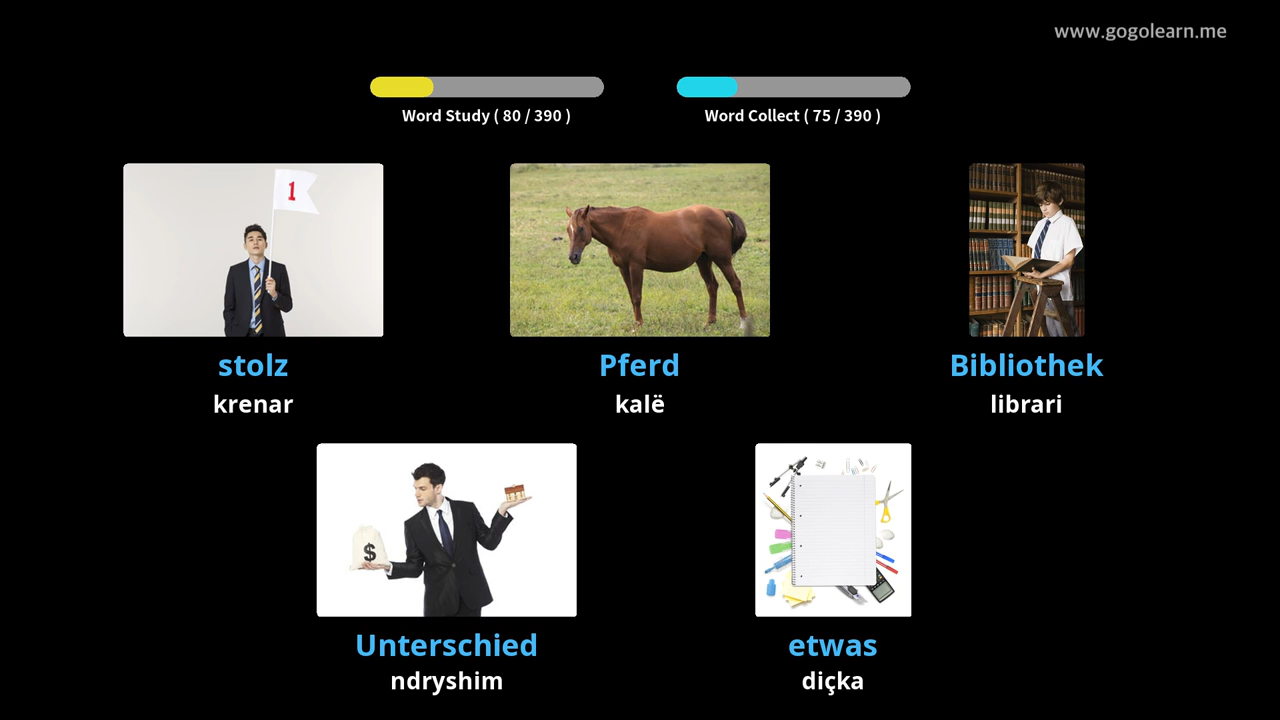 www.gogolearn.me
Word Study ( 80 / 390 )
Word Collect ( 75 / 390 )
1
stolz
krenar
Pferd
kalë
Bibliothek
librari
$
Unterschied
ndryshim
etwas
diçka